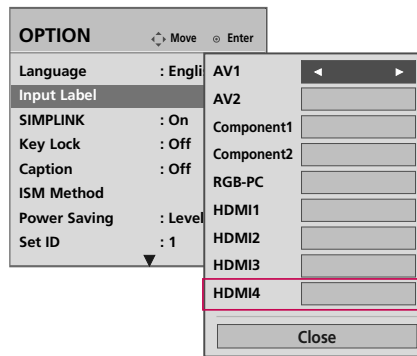 OPTION Move Enter
Language : Engli
Input Label
SIMPLINK : On
Key Lock : Off
Caption : Off
ISM Method
Power Saving : Level
Set ID : 1
AV1
AV2
Component1
Component2
RGB-PC
HDMI1
HDMI2
HDMI3
HDMI4
Close